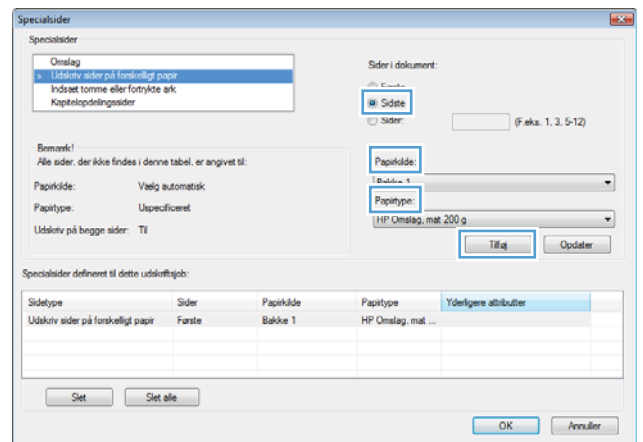 Specialsider
Specialsider
Omslag
» Udskriv sider på forskelligt papir
Indsæt tomme eller fortrykte ark
Kapitelopdelingssider
Sider i dokument:
Første
Sidste
Sider:
(F.eks. 1, 3, 5-12)
Bemærk!
Alle sider, der ikke findes i denne tabel, er angivet til:
Papirkilde: Vælg automatisk
Papirtype: Uspecificeret
Udskriv på begge sider: Til
Papirkilde:
Bakke 1
Papirtype:
HP Omslag, mat 200 g
Tilføj Opdater
Specialsider defineret til dette udskriftsjob:
Sidetype Sider Papirkilde Papirtype Yderligere attributter
Udskriv sider på forskelligt papir Første Bakke 1 HP Omslag, mat ...
Slet Slet alle
OK Annuller